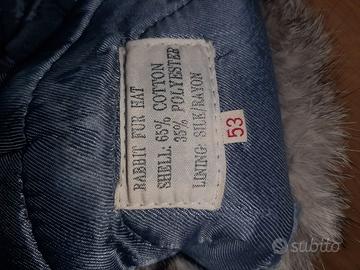 RABBIT FUR HAT
SHELL: 65% COTTON
35% POLYESTER
LINING: SILK/RAYON
53
subito